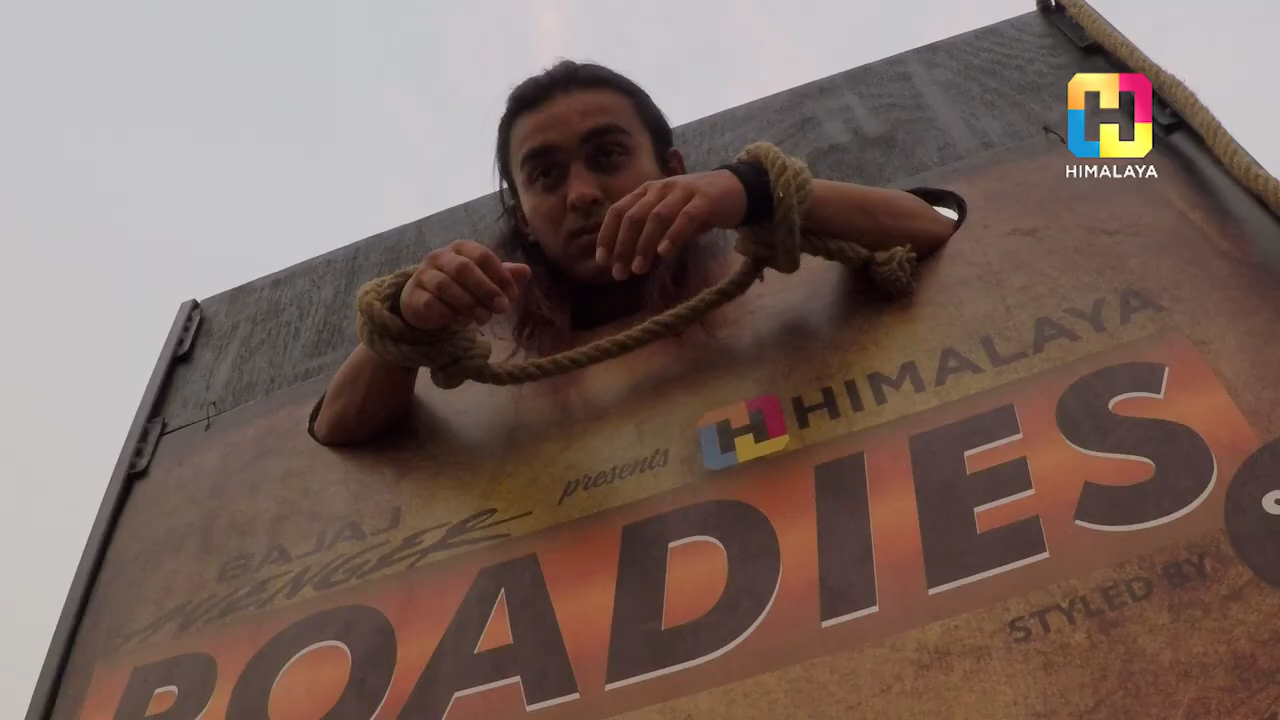 H
HIMALAYA
BAJAJ
AVENGER
presents H HIMALAYA
ROADIES
STYLED BY